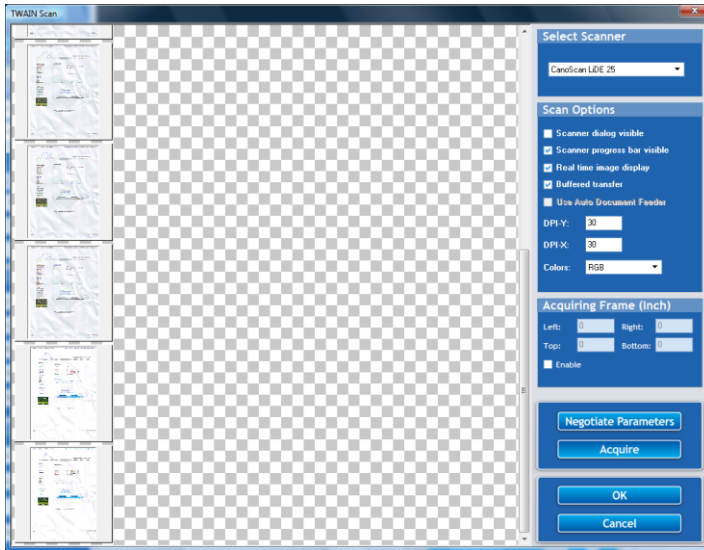 TWAIN Scan
Select Scanner
CanoScan LiDE 25
Scan Options
Scanner dialog visible
Scanner progress bar visible
Real time image display
Buffered transfer
Use Auto Document Feeder
DPI-Y: 30
DPI-X: 30
Colors: RGB
Acquiring Frame (Inch)
Left: 0 Right: 0
Top: 0 Bottom: 0
Enable
Negotiate Parameters
Acquire
OK
Cancel